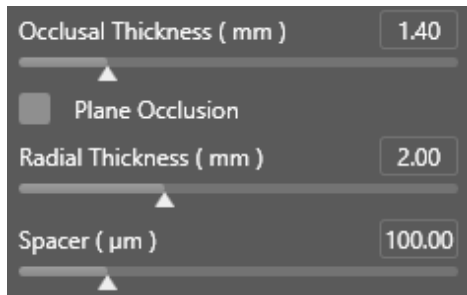 Occlusal Thickness ( mm ) 1.40
Plane Occlusion
Radial Thickness ( mm ) 2.00
Spacer ( µm ) 100.00